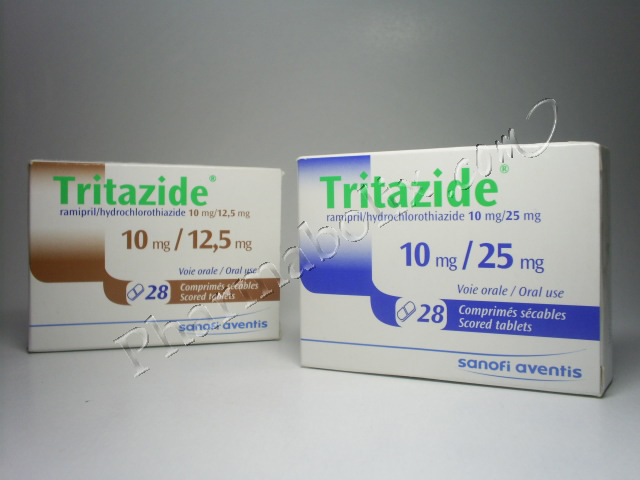 Tritazide®
ramipril/hydrochlorothiazide 10 mg/12,5 mg
10 mg / 12,5 mg
Voie orale / Oral use
28 Comprimés sécables
Scored tablets
sanofi aventis
Tritazide®
ramipril/hydrochlorothiazide 10 mg/25 mg
10 mg / 25 mg
Voie orale / Oral use
28 Comprimés sécables
Scored tablets
sanofi aventis